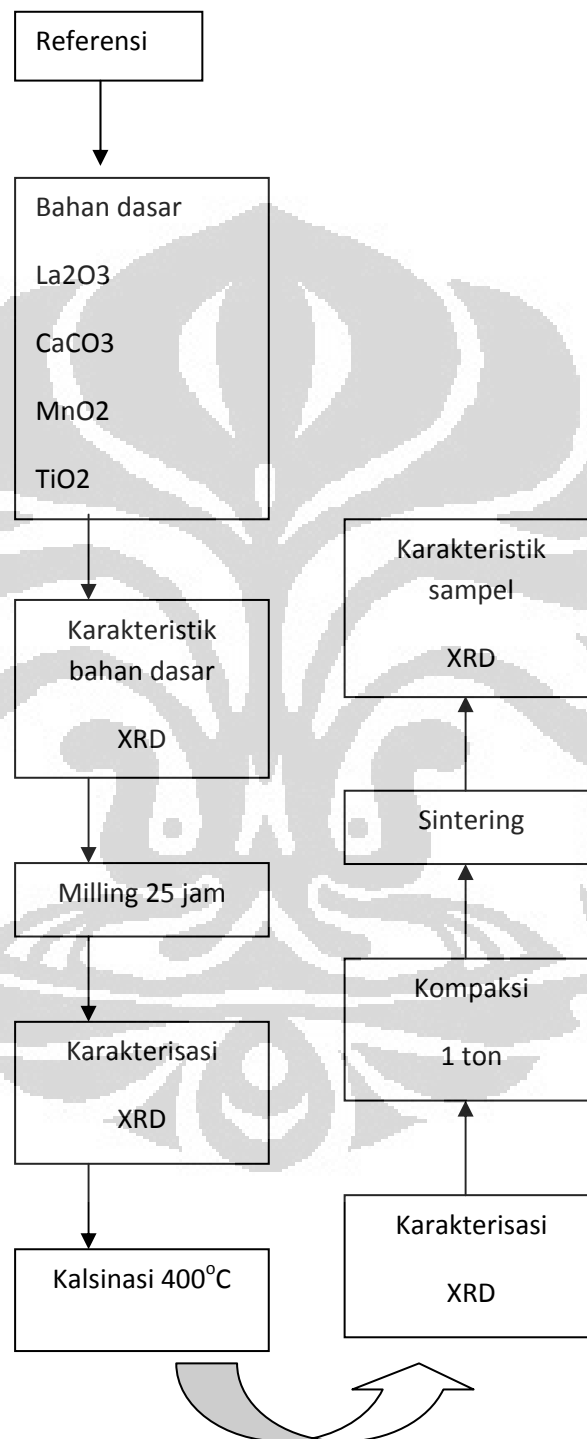 Referensi
Bahan dasar
La2O3
CaCO3
MnO2
TiO2
Karakteristik
bahan dasar
XRD
Milling 25 jam
Karakterisasi
XRD
Kalsinasi 400°C
Karakterisasi
XRD
Kompaksi
1 ton
Sintering
Karakteristik
sampel
XRD